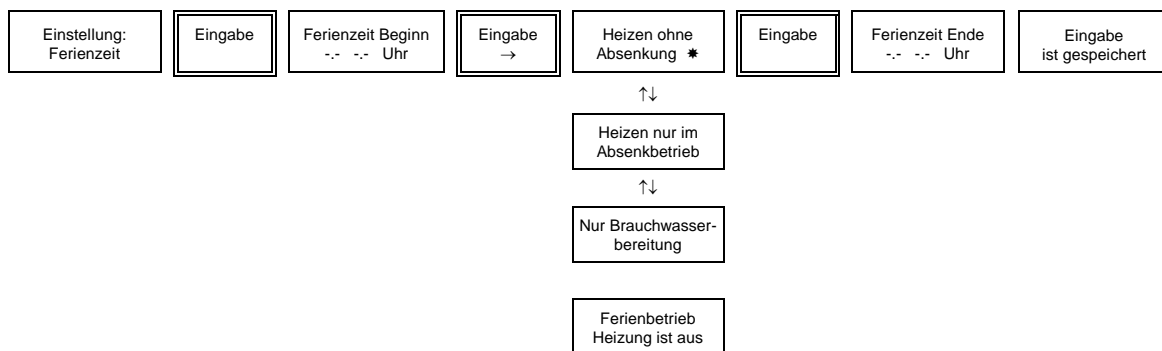 Einstellung:
Ferienzeit
Eingabe
Ferienzeit Beginn
-.- -.- Uhr
Eingabe
→
Heizen ohne
Absenkung ✷
Eingabe
Ferienzeit Ende
-.- -.- Uhr
Eingabe
ist gespeichert
↑↓
Heizen nur im
Absenkbetrieb
↑↓
Nur Brauchwasser-
bereitung
Ferienbetrieb
Heizung ist aus